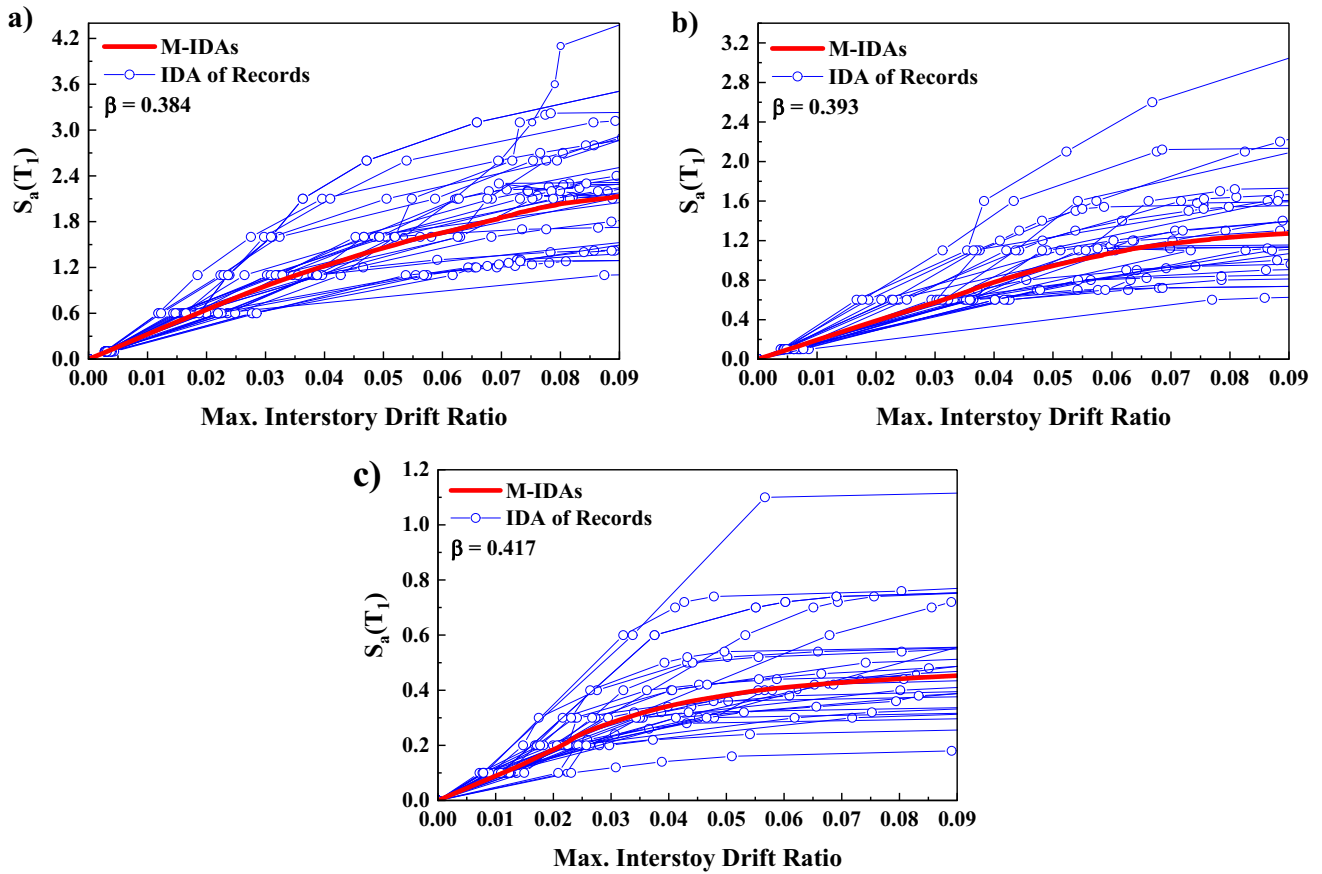 a)
M-IDAs
IDA of Records
β = 0.384
Sa(T1)
4.2
3.6
3.0
2.4
1.8
1.2
0.6
0.0
0.00 0.01 0.02 0.03 0.04 0.05 0.06 0.07 0.08 0.09
Max. Interstory Drift Ratio
b)
M-IDAs
IDA of Records
β = 0.393
Sa(T1)
3.2
2.8
2.4
2.0
1.6
1.2
0.8
0.4
0.0
0.00 0.01 0.02 0.03 0.04 0.05 0.06 0.07 0.08 0.09
Max. Interstoy Drift Ratio
c)
M-IDAs
IDA of Records
β = 0.417
Sa(T1)
1.2
1.0
0.8
0.6
0.4
0.2
0.0
0.00 0.01 0.02 0.03 0.04 0.05 0.06 0.07 0.08 0.09
Max. Interstoy Drift Ratio